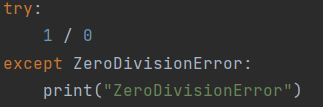 try:
    1 / 0
except ZeroDivisionError:
    print("ZeroDivisionError")